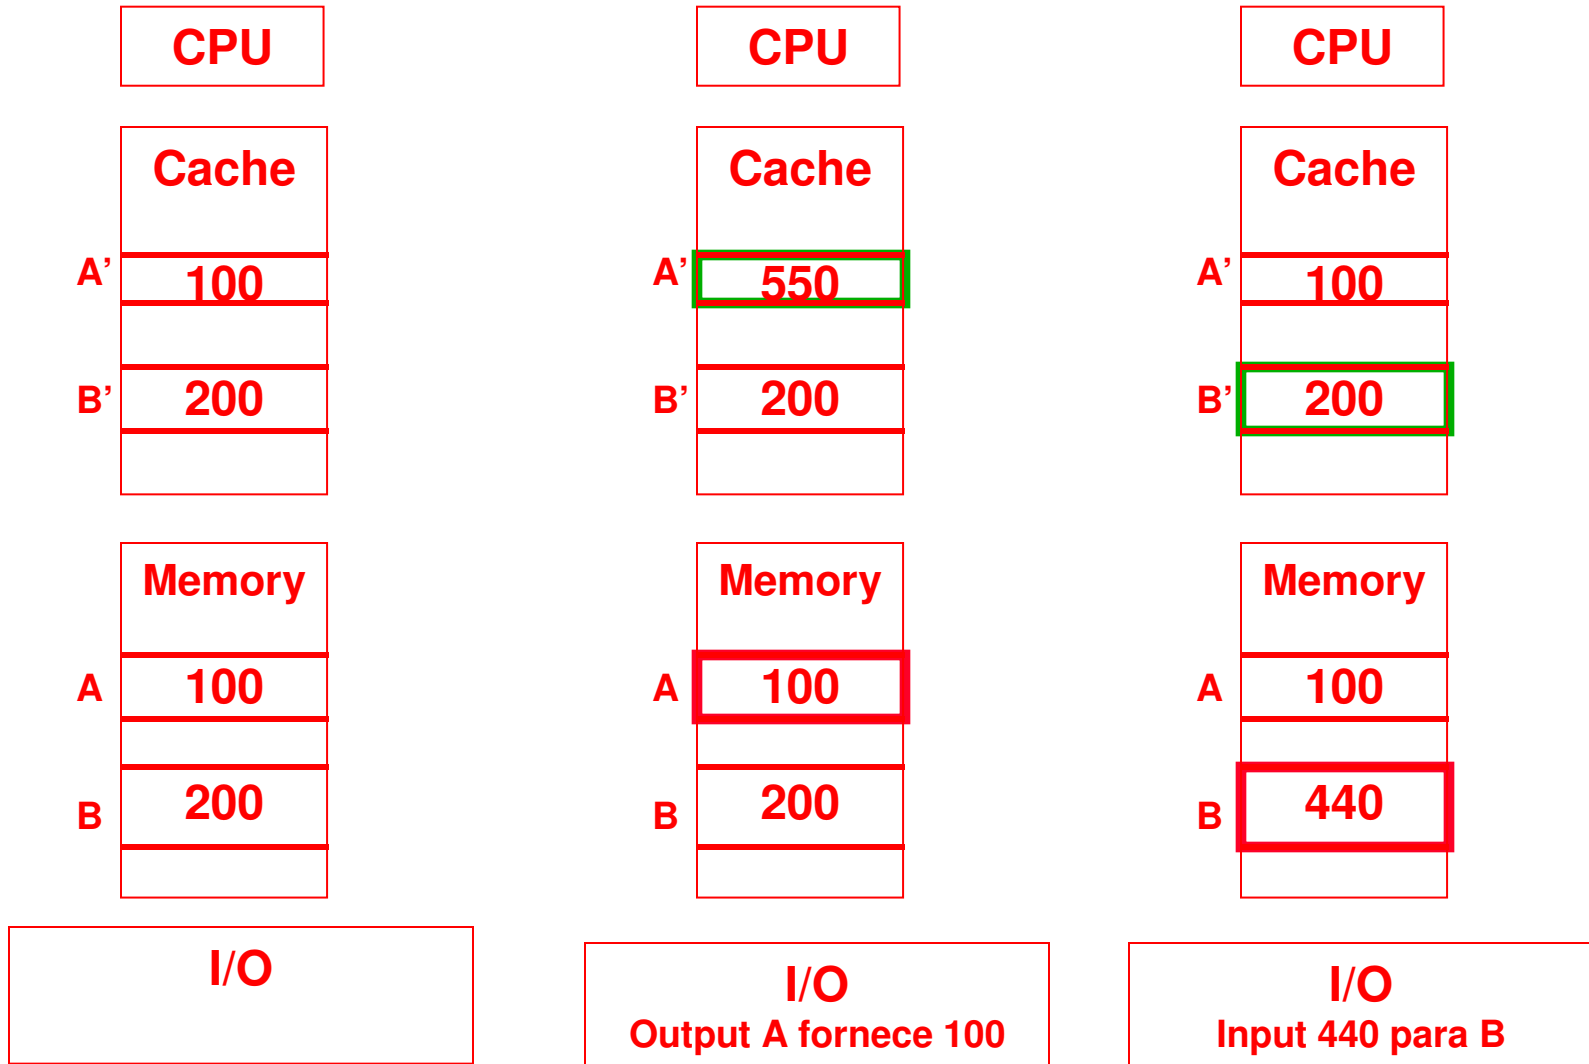 CPU
Cache
A’ 100
B’ 200
Memory
A 100
B 200
I/O
CPU
Cache
A’ 550
B’ 200
Memory
A 100
B 200
I/O
Output A fornece 100
CPU
Cache
A’ 100
B’ 200
Memory
A 100
B 440
I/O
Input 440 para B